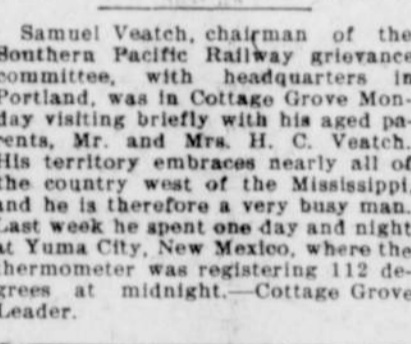 Samuel Veatch, chairman of the
Southern Pacific Railway grievance
committee, with headquarters in
Portland, was in Cottage Grove Mon-
day visiting briefly with his aged pa-
rents, Mr. and Mrs. H. C. Veatch.
His territory embraces nearly all of
the country west of the Mississippi
and he is therefore a very busy man.
Last week he spent one day and night
at Yuma City, New Mexico, where the
thermometer was registering 112 de-
grees at midnight.—Cottage Grove
Leader.